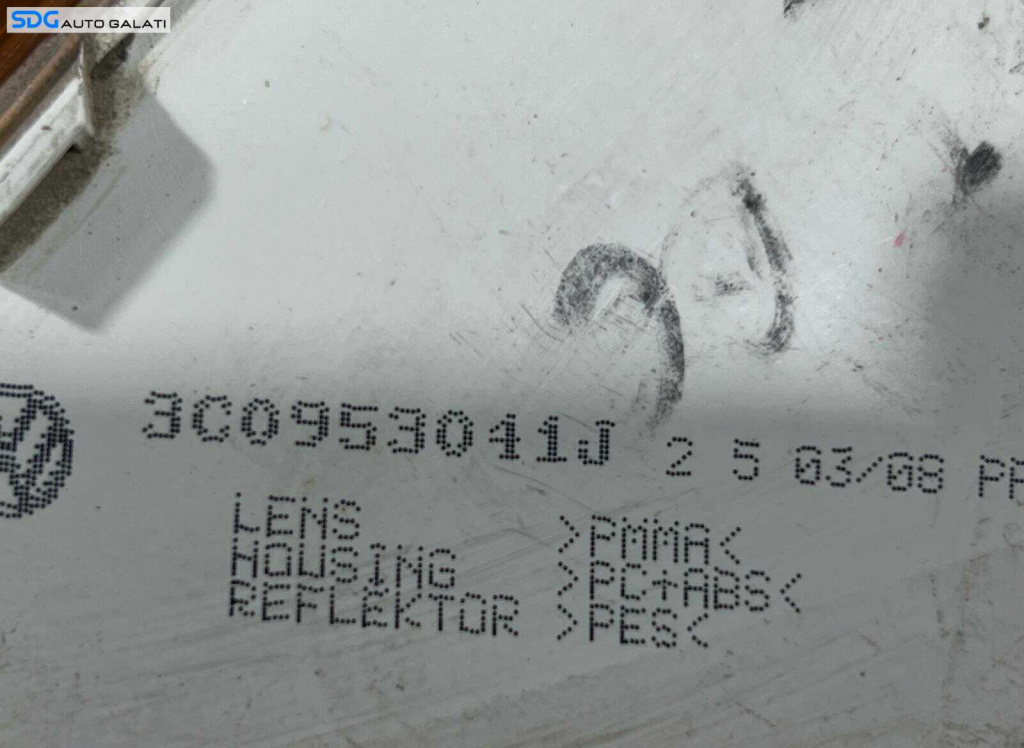 SDG AUTO GALATI
3C0953041J 2 5 03/08
LENS >PMMA<
HOUSING >PC+ABS<
REFLEKTOR >PES<